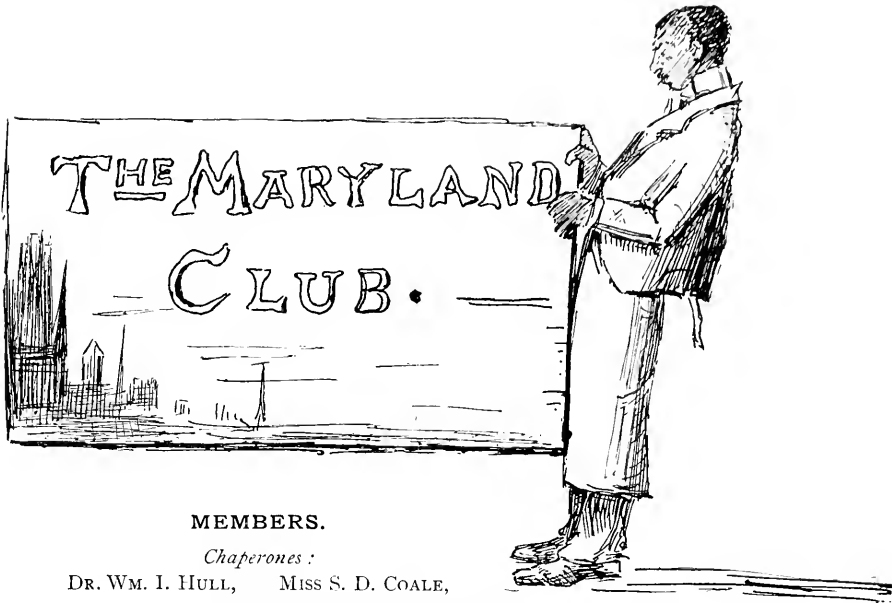 THE MARYLAND
CLUB.
MEMBERS.
Chaperones :
DR. WM. I. HULL, MISS S. D. COALE,